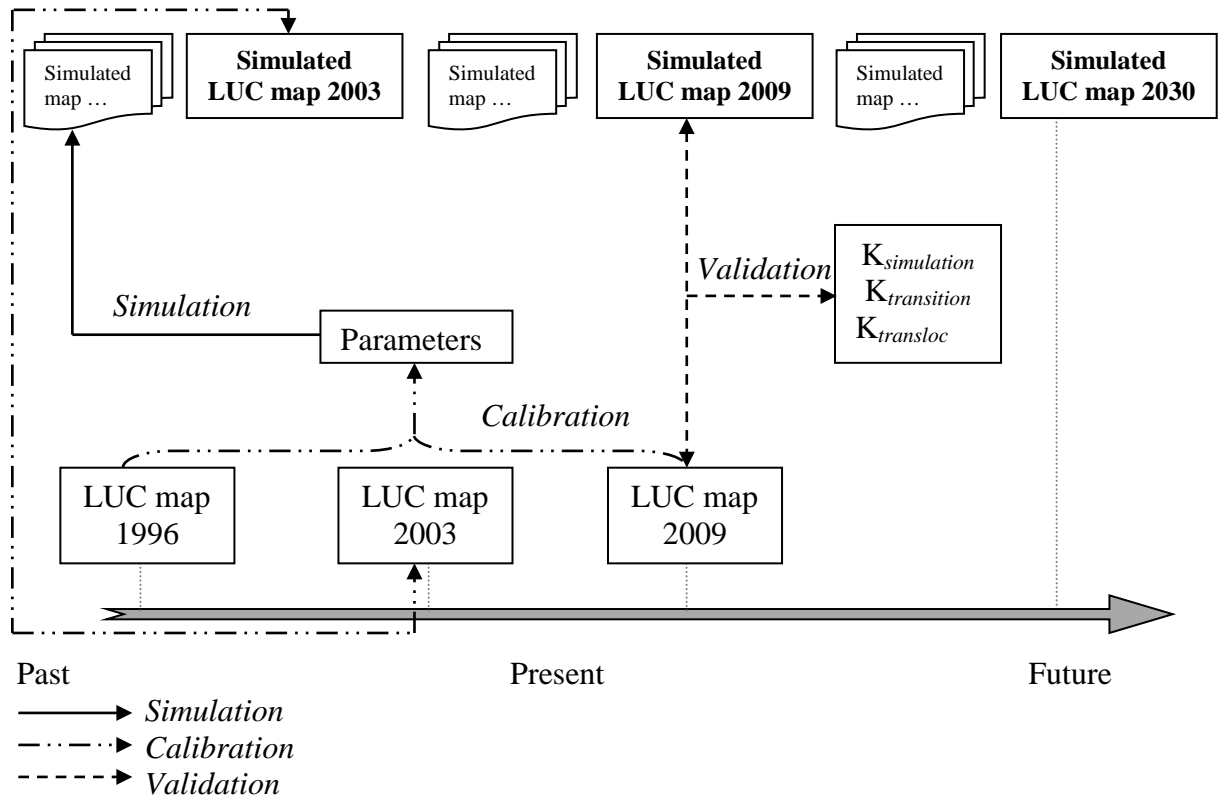 Simulated
map …
Simulated
LUC map 2003
Simulated
map …
Simulated
LUC map 2009
Simulated
map …
Simulated
LUC map 2030
Simulation
Parameters
Validation
Ksimulation
Ktransition
Ktransloc
Calibration
LUC map
1996
LUC map
2003
LUC map
2009
Past
Present
Future
Simulation
Calibration
Validation